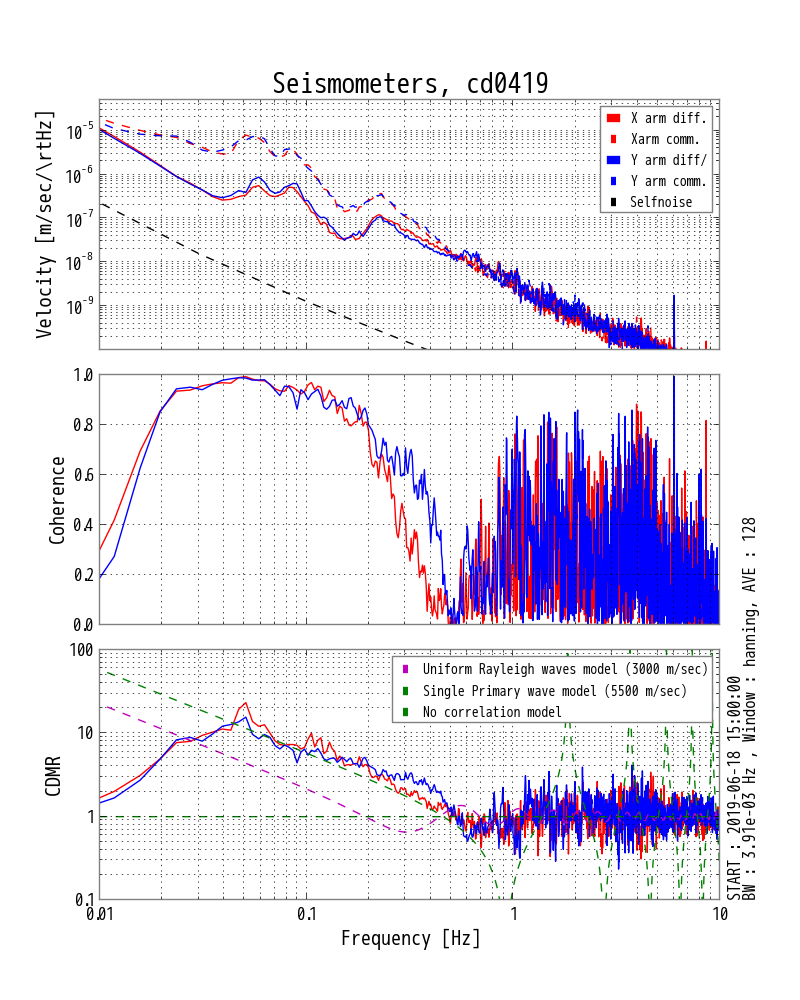 Seismometers, cd0419
Velocity [m/sec/\rtHz]
10^-5
10^-6
10^-7
10^-8
10^-9
X arm diff.
Xarm comm.
Y arm diff/
Y arm comm.
Selfnoise
Coherence
1.0
0.8
0.6
0.4
0.2
0.0
CDMR
100
10
1
0.1
Uniform Rayleigh waves model (3000 m/sec)
Single Primary wave model (5500 m/sec)
No correlation model
0.01
0.1
1
10
Frequency [Hz]
START : 2019-06-18 15:00:00
BW : 3.91e-03 Hz , Window : hanning, AVE : 128